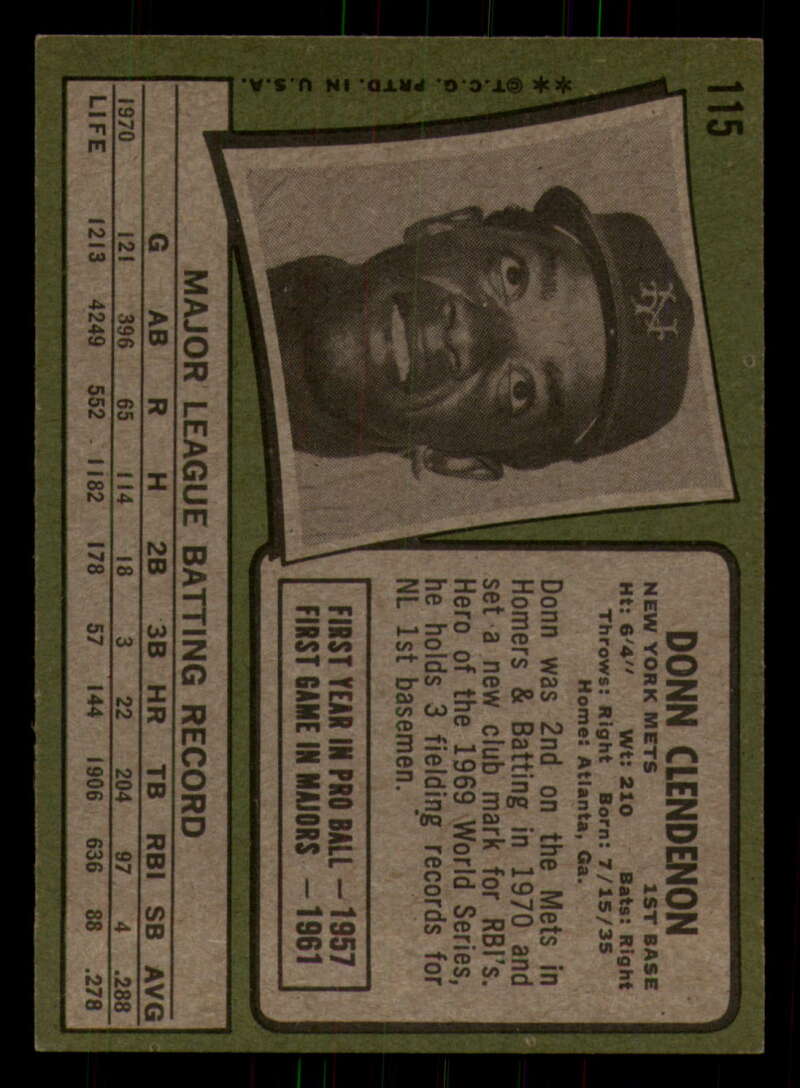 115
**©T.C.G. PRTD. IN U.S.A.
NY
DONN CLENDENON
NEW YORK METS 1ST BASE
Ht: 6'4" Wt: 210 Bats: Right
Throws: Right Born: 7/15/35
Home: Atlanta, Ga.
Donn was 2nd on the Mets in
Homers & Batting in 1970 and
set a new club mark for RBI's.
Hero of the 1969 World Series,
he holds 3 fielding records for
NL 1st basemen.
FIRST YEAR IN PRO BALL – 1957
FIRST GAME IN MAJORS – 1961
MAJOR LEAGUE BATTING RECORD
G AB R H 2B 3B HR TB RBI SB AVG
1970 121 396 65 114 18 3 22 204 97 4 .288
LIFE 1213 4249 552 1182 178 57 144 1906 636 88 .278